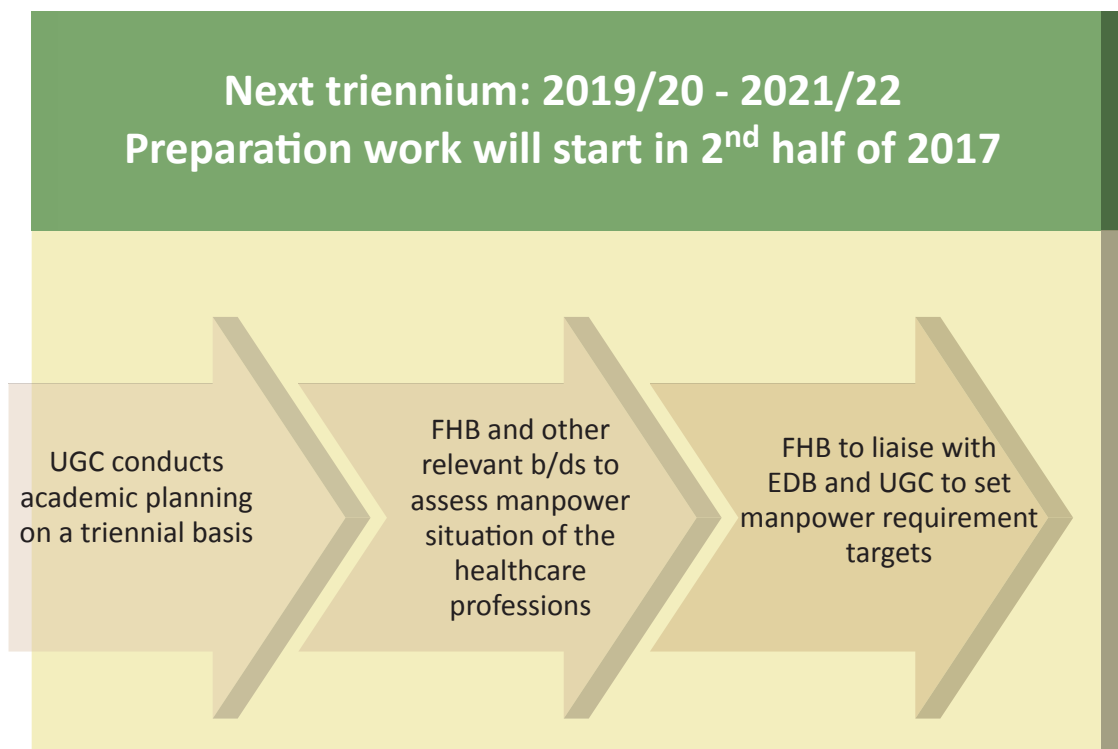 Next triennium: 2019/20 - 2021/22
Preparation work will start in 2nd half of 2017
UGC conducts
academic planning
on a triennial basis
FHB and other
relevant b/ds to
assess manpower
situation of the
healthcare
professions
FHB to liaise with
EDB and UGC to set
manpower requirement
targets